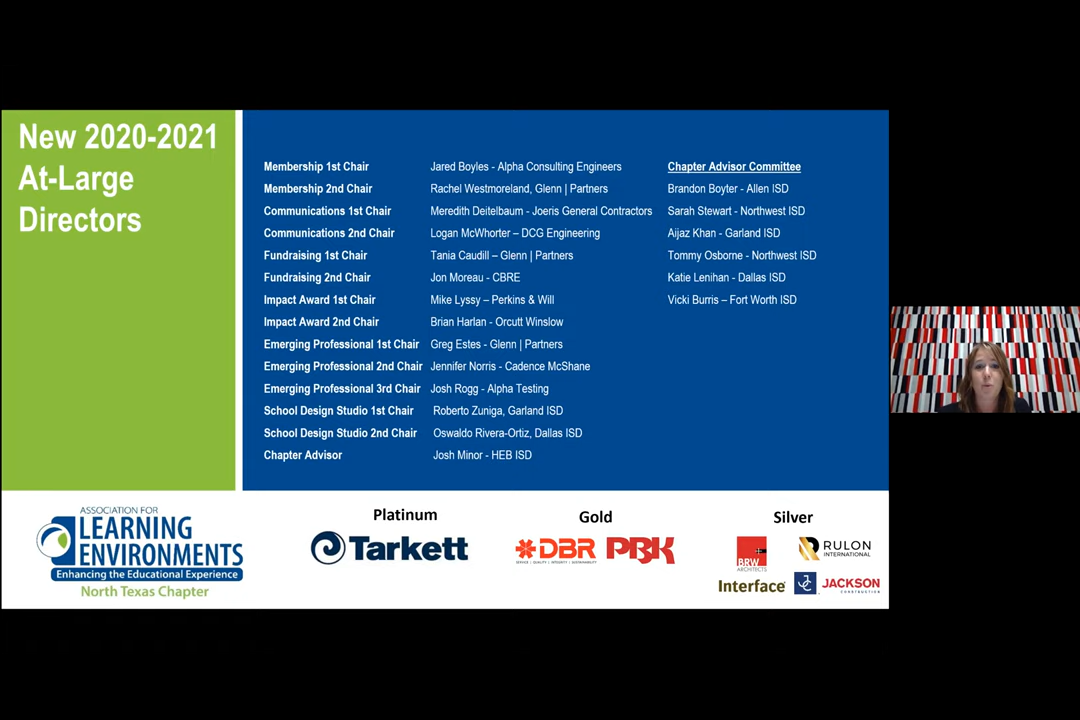 New 2020-2021
At-Large
Directors
Membership 1st Chair Jared Boyles - Alpha Consulting Engineers
Membership 2nd Chair Rachel Westmoreland, Glenn | Partners
Communications 1st Chair Meredith Deitelbaum - Joeris General Contractors
Communications 2nd Chair Logan McWhorter – DCG Engineering
Fundraising 1st Chair Tania Caudill – Glenn | Partners
Fundraising 2nd Chair Jon Moreau - CBRE
Impact Award 1st Chair Mike Lyssy – Perkins & Will
Impact Award 2nd Chair Brian Harlan - Orcutt Winslow
Emerging Professional 1st Chair Greg Estes - Glenn | Partners
Emerging Professional 2nd Chair Jennifer Norris - Cadence McShane
Emerging Professional 3rd Chair Josh Rogg - Alpha Testing
School Design Studio 1st Chair Roberto Zuniga, Garland ISD
School Design Studio 2nd Chair Oswaldo Rivera-Ortiz, Dallas ISD
Chapter Advisor Josh Minor - HEB ISD
Chapter Advisor Committee
Brandon Boyter - Allen ISD
Sarah Stewart - Northwest ISD
Aijaz Khan - Garland ISD
Tommy Osborne - Northwest ISD
Katie Lenihan - Dallas ISD
Vicki Burris – Fort Worth ISD
ASSOCIATION FOR
LEARNING
ENVIRONMENTS
Enhancing the Educational Experience
North Texas Chapter
Platinum
Tarkett
Gold
DBR
SERVICE | QUALITY | INTEGRITY | SUSTAINABILITY
PBK
Silver
BRW
ARCHITECTS
RULON
INTERNATIONAL
Interface
JC
JACKSON
CONSTRUCTION